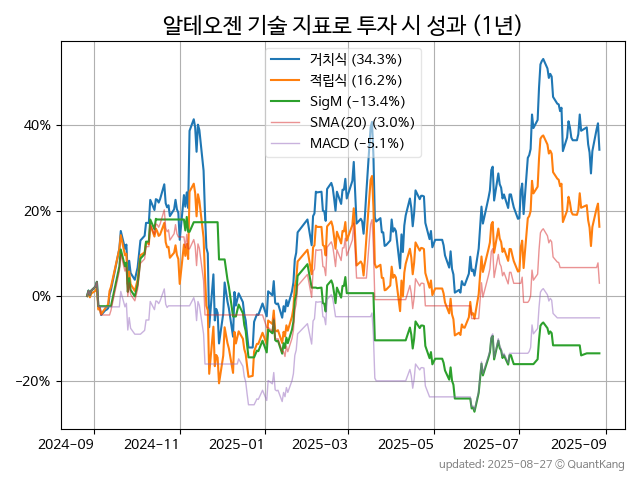 알테오젠 기술 지표로 투자 시 성과 (1년)
거치식 (34.3%)
적립식 (16.2%)
SigM (−13.4%)
SMA(20) (3.0%)
MACD (−5.1%)
40%
20%
0%
−20%
2024-09 2024-11 2025-01 2025-03 2025-05 2025-07 2025-09
updated: 2025-08-27 © QuantKang